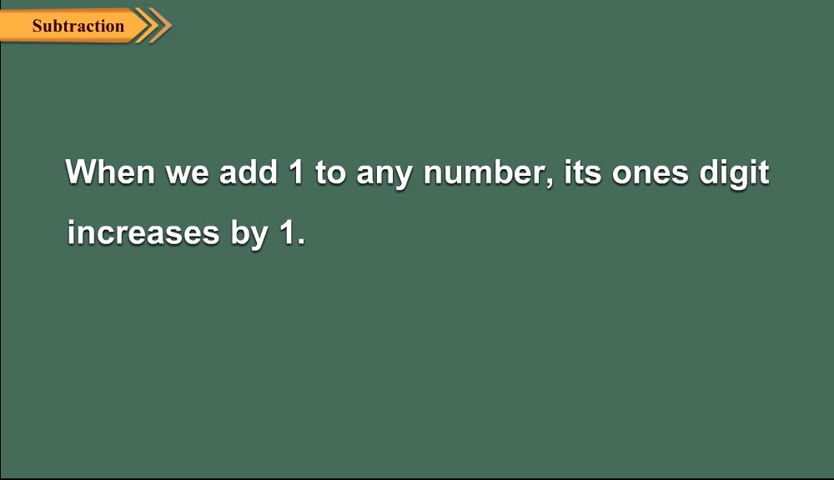 Subtraction
When we add 1 to any number, its ones digit
increases by 1.